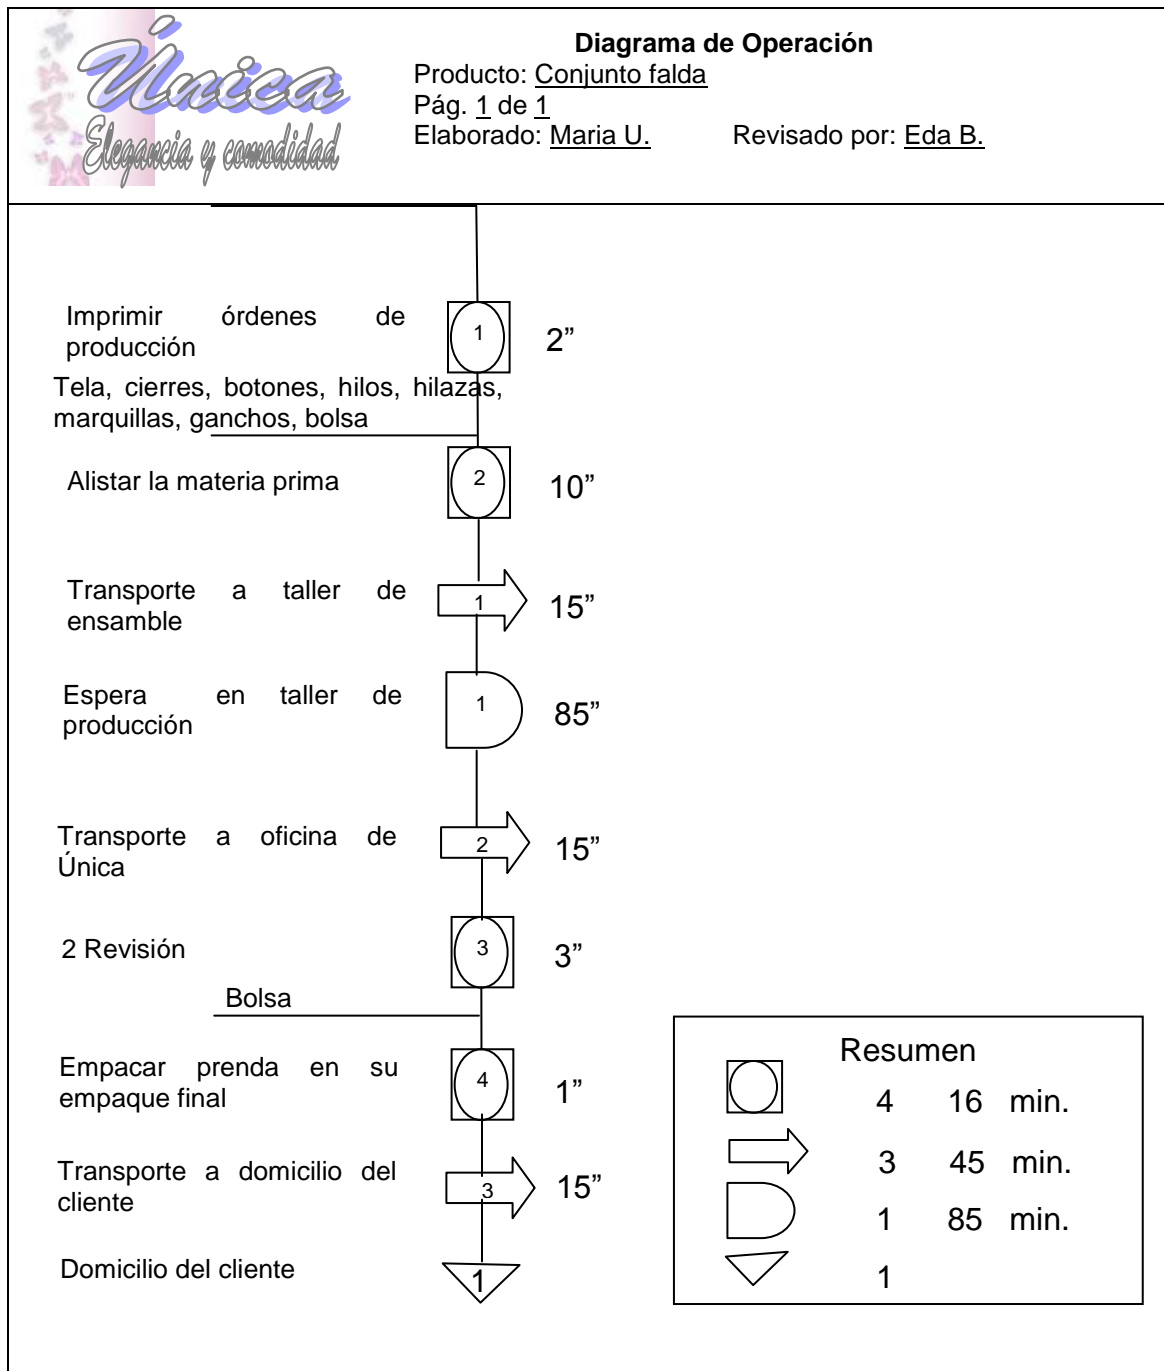 Única
Elegancia y comodidad
Diagrama de Operación
Producto: Conjunto falda
Pág. 1 de 1
Elaborado: Maria U. Revisado por: Eda B.
Imprimir órdenes de
producción
1
2”
Tela, cierres, botones, hilos, hilazas,
marquillas, ganchos, bolsa
Alistar la materia prima
2
10”
Transporte a taller de
ensamble
1
15”
Espera en taller de
producción
1
85”
Transporte a oficina de
Única
2
15”
2 Revisión
3
3”
Bolsa
Empacar prenda en su
empaque final
4
1”
Transporte a domicilio del
cliente
3
15”
Domicilio del cliente
1
Resumen
4 16 min.
3 45 min.
1 85 min.
1